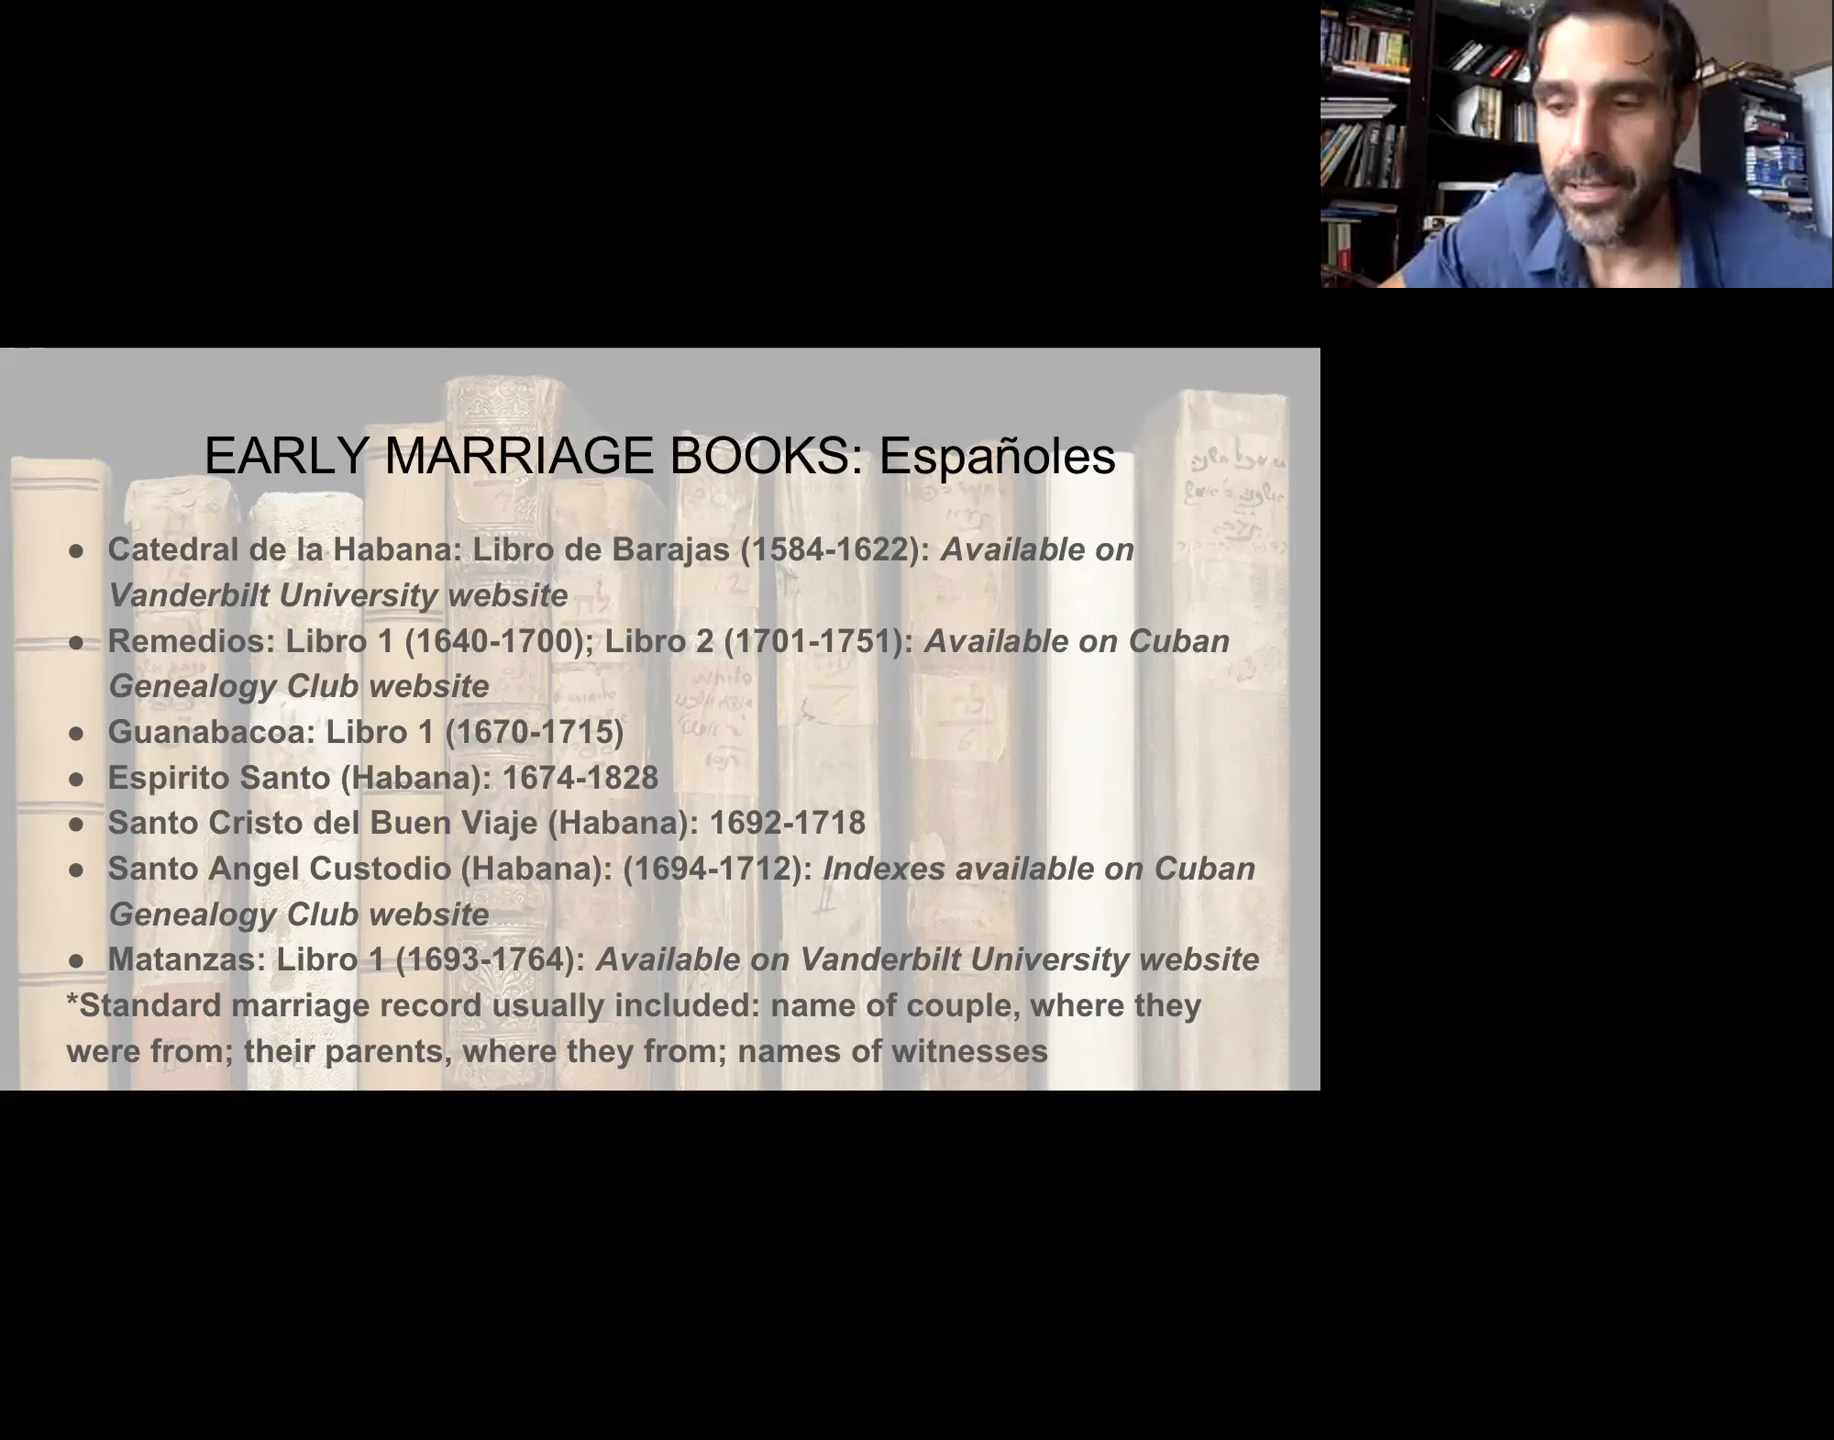 EARLY MARRIAGE BOOKS: Españoles
● Catedral de la Habana: Libro de Barajas (1584-1622): Available on
Vanderbilt University website
● Remedios: Libro 1 (1640-1700); Libro 2 (1701-1751): Available on Cuban
Genealogy Club website
● Guanabacoa: Libro 1 (1670-1715)
● Espirito Santo (Habana): 1674-1828
● Santo Cristo del Buen Viaje (Habana): 1692-1718
● Santo Angel Custodio (Habana): (1694-1712): Indexes available on Cuban
Genealogy Club website
● Matanzas: Libro 1 (1693-1764): Available on Vanderbilt University website
*Standard marriage record usually included: name of couple, where they
were from; their parents, where they from; names of witnesses